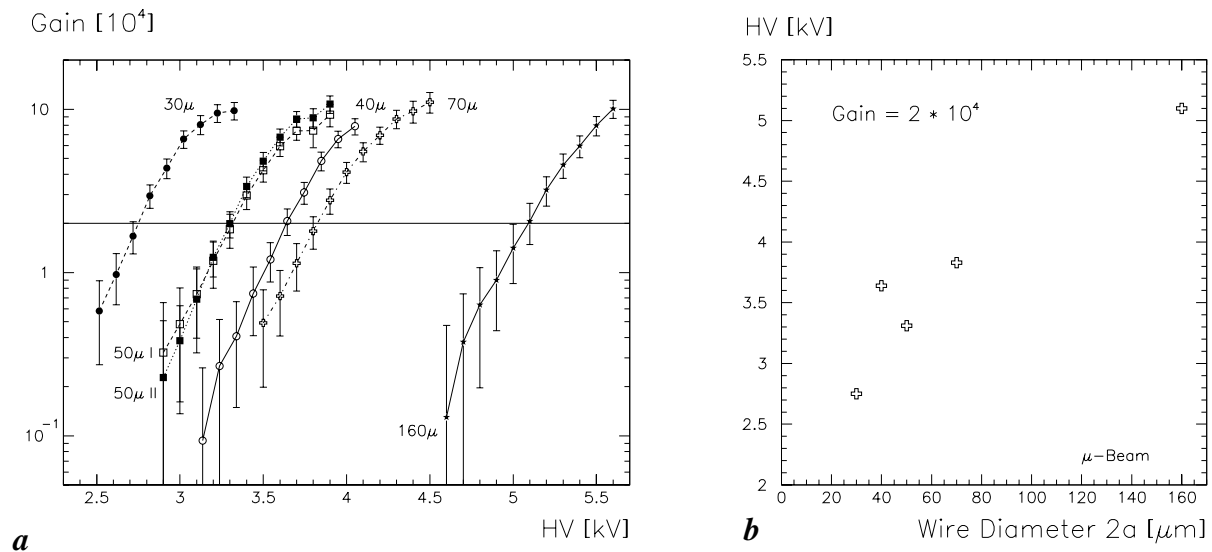 Gain [10⁴]
10
1
10⁻¹
30μ
40μ
70μ
50μ I
50μ II
160μ
2.5 3 3.5 4 4.5 5 5.5
HV [kV]
a
HV [kV]
5.5
5
4.5
4
3.5
3
2.5
2
Gain = 2 * 10⁴
μ-Beam
0 20 40 60 80 100 120 140 160
Wire Diameter 2a [μm]
b